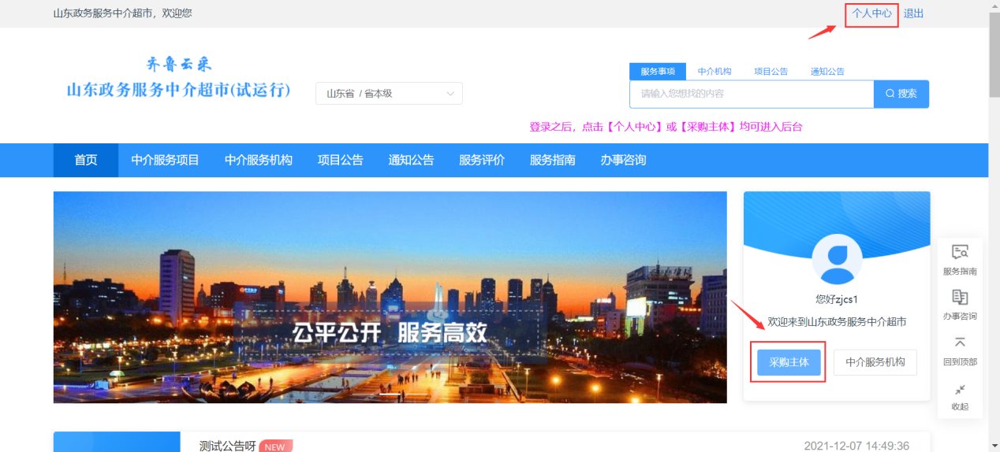 山东政务服务中介超市，欢迎您
个人中心 退出
齐鲁云采
山东政务服务中介超市(试运行)
山东省 / 省本级
服务事项 中介机构 项目公告 通知公告
请输入您想找的内容
搜索
登录之后，点击【个人中心】或【采购主体】均可进入后台
首页 中介服务项目 中介服务机构 项目公告 通知公告 服务评价 服务指南 办事咨询
公平公开 服务高效
您好zjcs1
欢迎来到山东政务服务中介超市
采购主体 中介服务机构
服务指南
办事咨询
回到顶部
收起
测试公告呀 NEW 2021-12-07 14:49:36